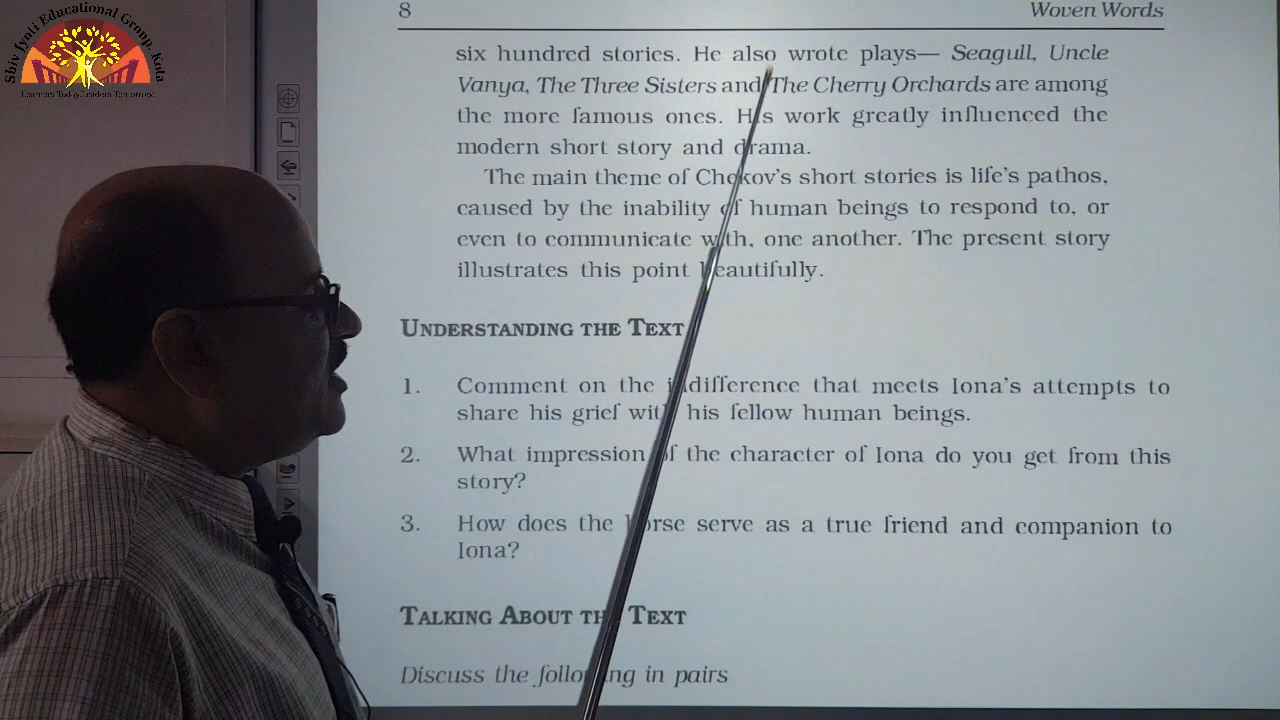 Shiv Jyoti Educational Group, Kota
Learners Today, Leaders Tomorrow.
8 Woven Words
six hundred stories. He also wrote plays— Seagull, Uncle
Vanya, The Three Sisters and The Cherry Orchards are among
the more famous ones. His work greatly influenced the
modern short story and drama.
The main theme of Chekov's short stories is life's pathos,
caused by the inability of human beings to respond to, or
even to communicate with, one another. The present story
illustrates this point beautifully.
UNDERSTANDING THE TEXT
1. Comment on the indifference that meets Iona's attempts to
share his grief with his fellow human beings.
2. What impression of the character of Iona do you get from this
story?
3. How does the horse serve as a true friend and companion to
Iona?
TALKING ABOUT THE TEXT
Discuss the following in pairs